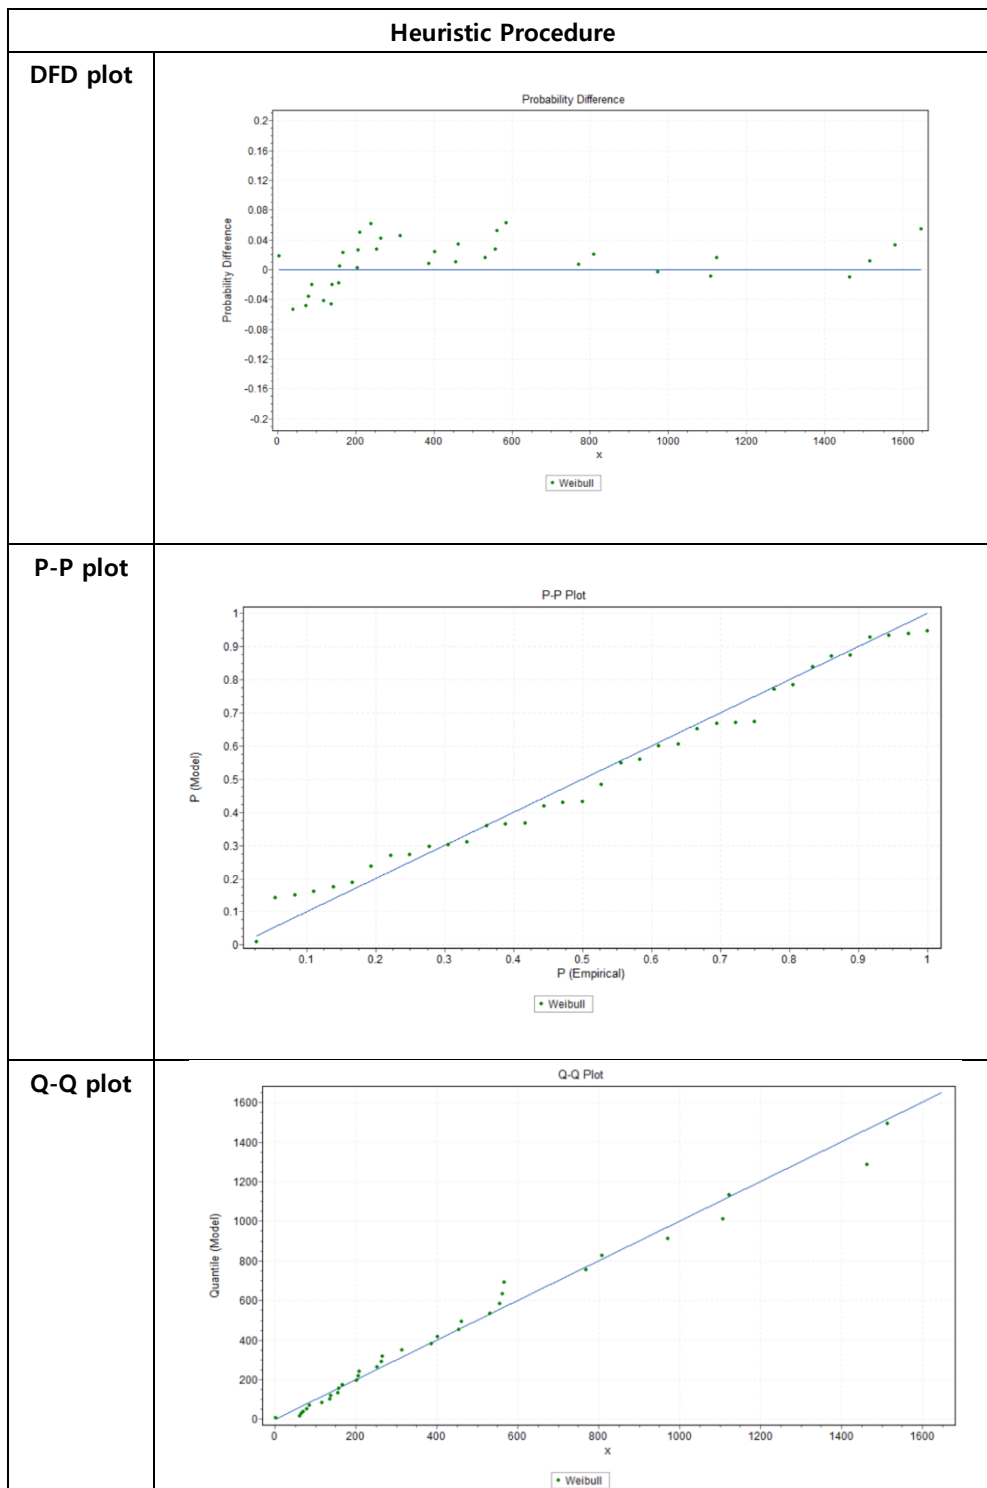 Heuristic Procedure
DFD plot
Probability Difference
0.2
0.16
0.12
0.08
0.04
0
-0.04
-0.08
-0.12
-0.16
-0.2
Probability Difference
0 200 400 600 800 1000 1200 1400 1600
x
Weibull
P-P plot
P-P Plot
1
0.9
0.8
0.7
0.6
0.5
0.4
0.3
0.2
0.1
0
P (Model)
0.1 0.2 0.3 0.4 0.5 0.6 0.7 0.8 0.9 1
P (Empirical)
Weibull
Q-Q plot
Q-Q Plot
1600
1400
1200
1000
800
600
400
200
0
Quantile (Model)
0 200 400 600 800 1000 1200 1400 1600
x
Weibull